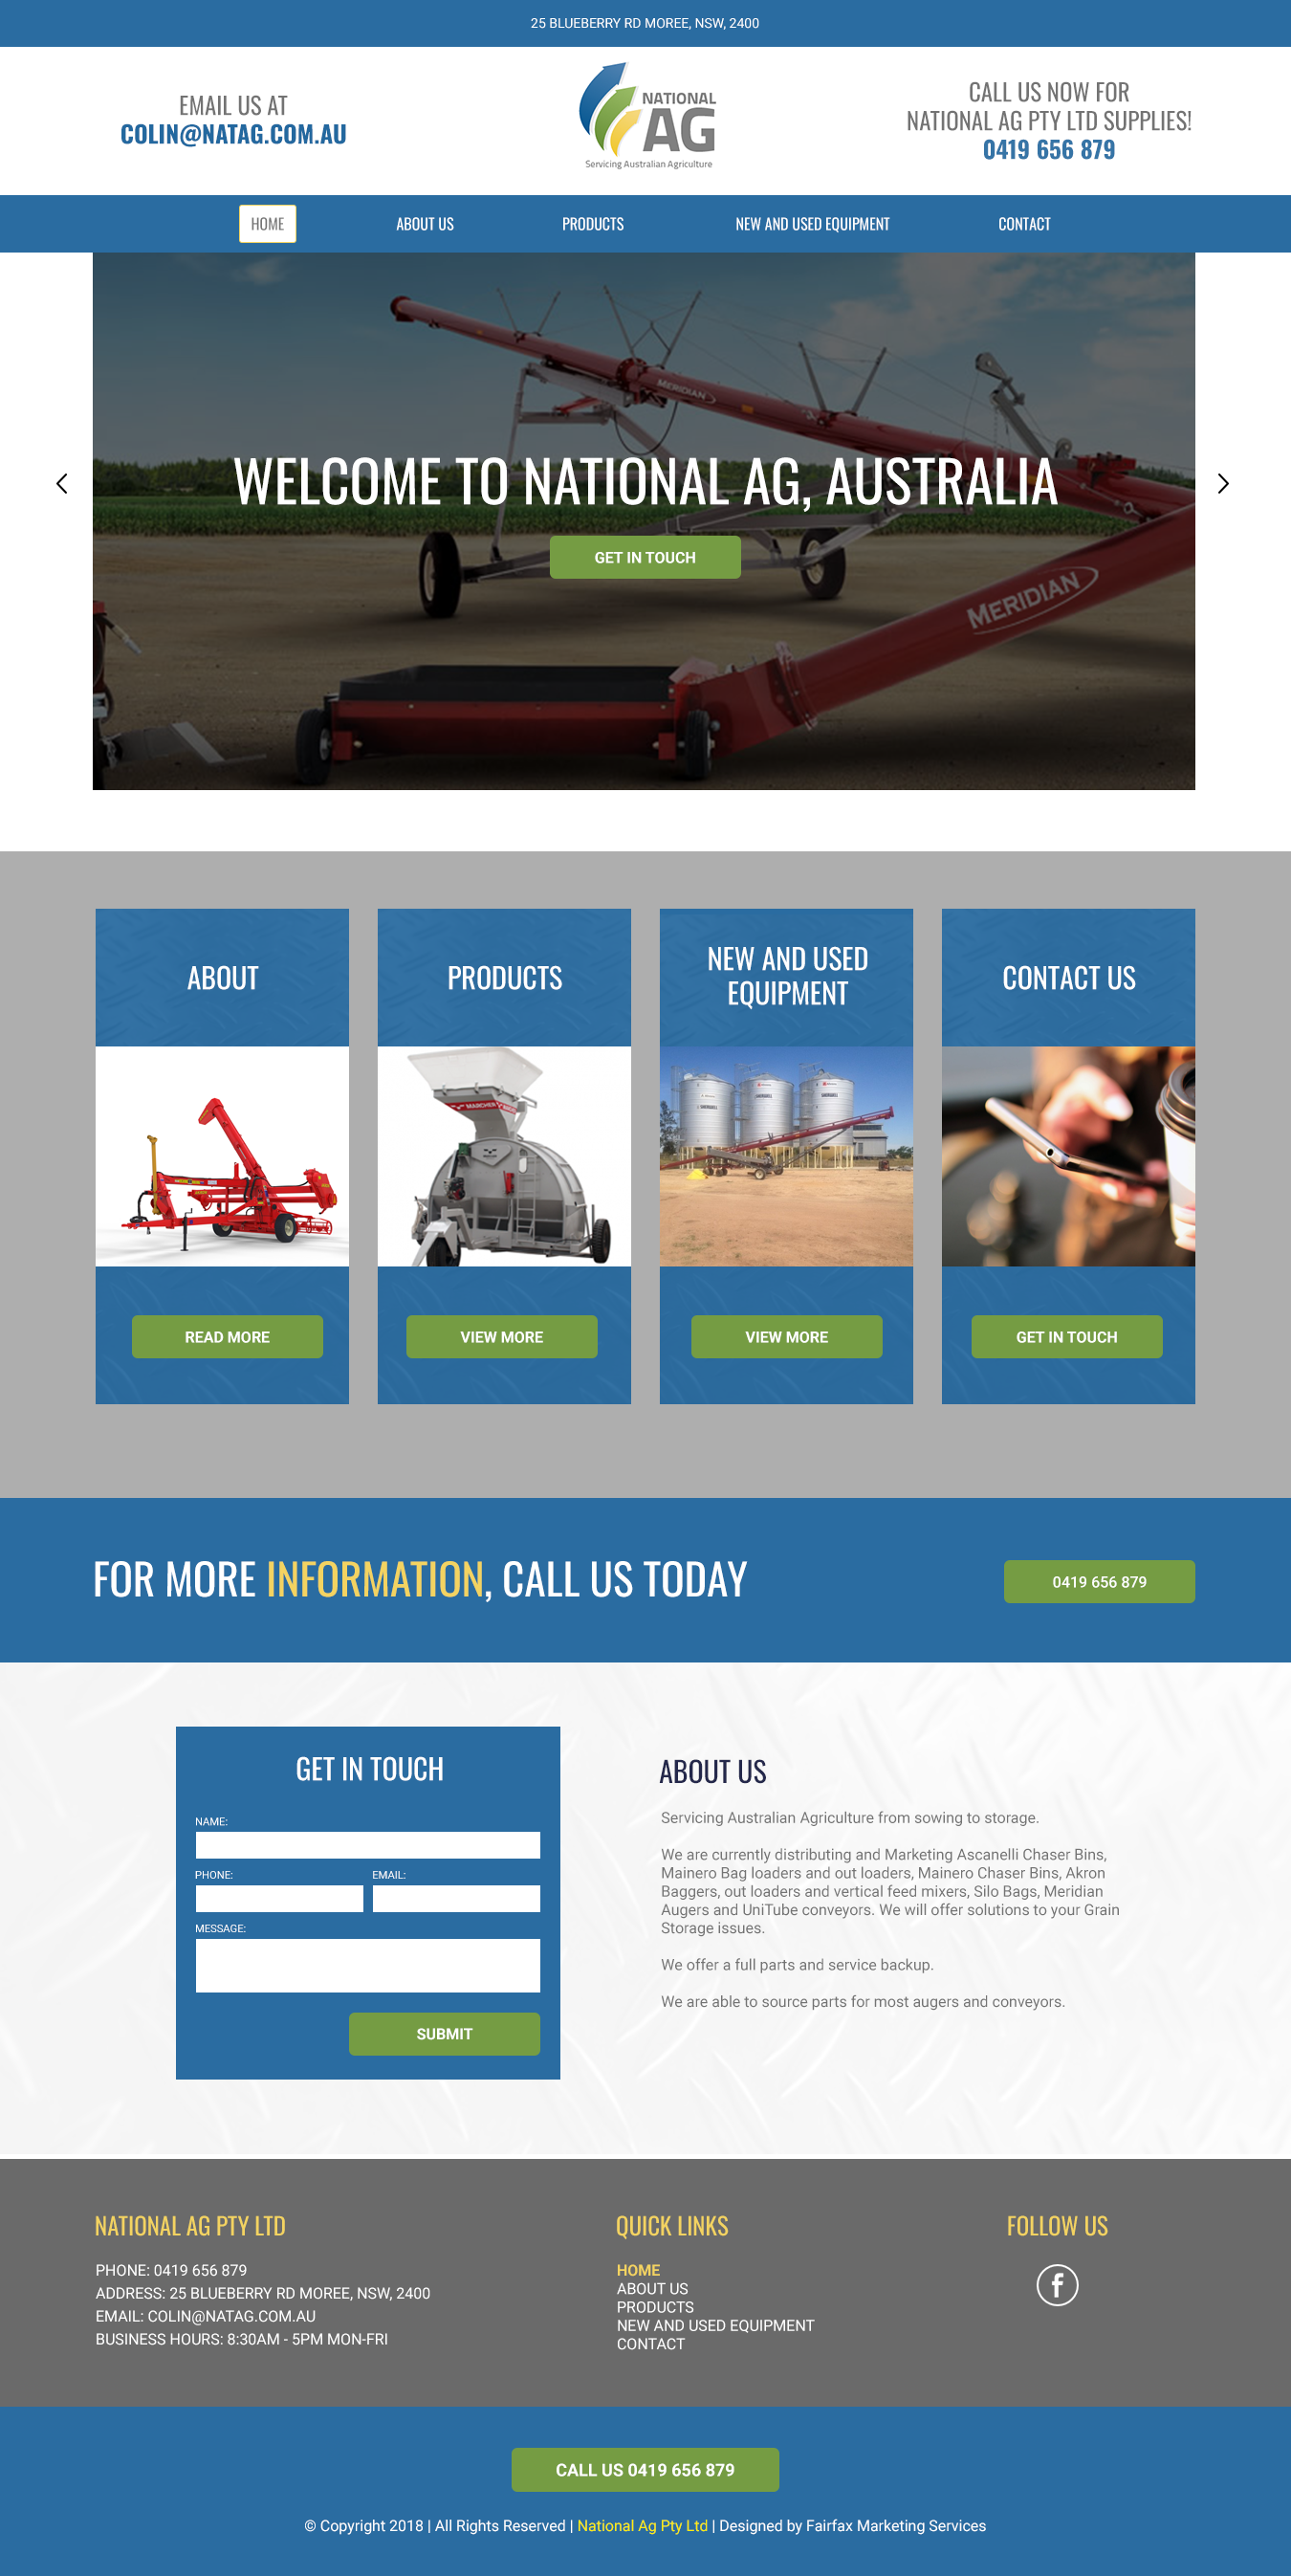 25 BLUEBERRY RD MOREE, NSW, 2400
EMAIL US AT
COLIN@NATAG.COM.AU
NATIONAL
AG
Servicing Australian Agriculture
CALL US NOW FOR
NATIONAL AG PTY LTD SUPPLIES!
0419 656 879
HOME
ABOUT US
PRODUCTS
NEW AND USED EQUIPMENT
CONTACT
MERIDIAN
WELCOME TO NATIONAL AG, AUSTRALIA
GET IN TOUCH
MERIDIAN
ABOUT
PRODUCTS
NEW AND USED
EQUIPMENT
CONTACT US
READ MORE
VIEW MORE
VIEW MORE
GET IN TOUCH
FOR MORE INFORMATION, CALL US TODAY
0419 656 879
GET IN TOUCH
NAME:
PHONE:
EMAIL:
MESSAGE:
SUBMIT
ABOUT US
Servicing Australian Agriculture from sowing to storage.
We are currently distributing and Marketing Ascanelli Chaser Bins,
Mainero Bag loaders and out loaders, Mainero Chaser Bins, Akron
Baggers, out loaders and vertical feed mixers, Silo Bags, Meridian
Augers and UniTube conveyors. We will offer solutions to your Grain
Storage issues.
We offer a full parts and service backup.
We are able to source parts for most augers and conveyors.
NATIONAL AG PTY LTD
PHONE: 0419 656 879
ADDRESS: 25 BLUEBERRY RD MOREE, NSW, 2400
EMAIL: COLIN@NATAG.COM.AU
BUSINESS HOURS: 8:30AM - 5PM MON-FRI
QUICK LINKS
HOME
ABOUT US
PRODUCTS
NEW AND USED EQUIPMENT
CONTACT
FOLLOW US
CALL US 0419 656 879
© Copyright 2018 | All Rights Reserved | National Ag Pty Ltd | Designed by Fairfax Marketing Services